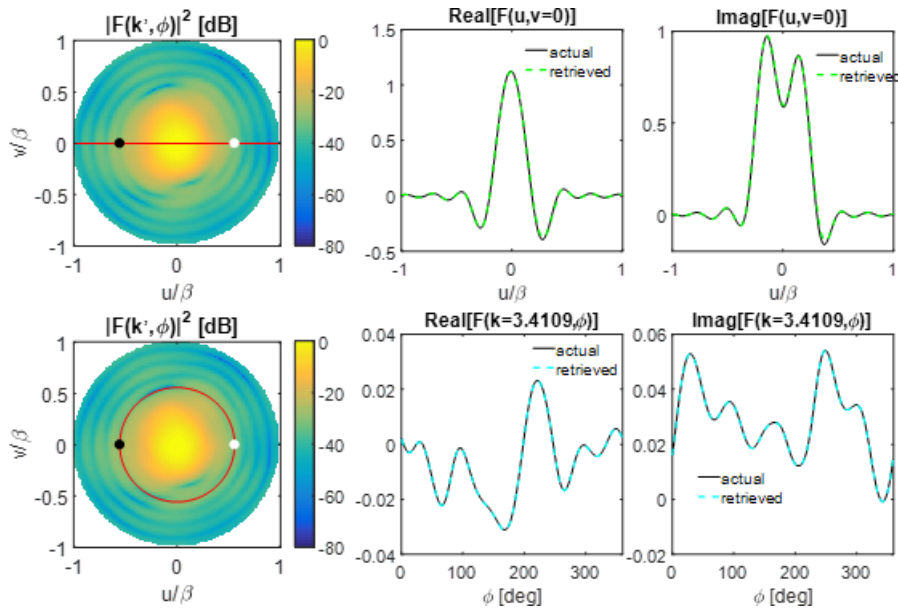 |F(k',ϕ)|² [dB]
1
0.5
0
-0.5
-1
-1
0
1
v/β
u/β
0
-20
-40
-60
-80
Real[F(u,v=0)]
actual
retrieved
1.5
1
0.5
0
-0.5
-1
0
1
u/β
Imag[F(u,v=0)]
actual
retrieved
1
0.5
0
-1
0
1
u/β
|F(k',ϕ)|² [dB]
1
0.5
0
-0.5
-1
-1
0
1
v/β
u/β
0
-20
-40
-60
-80
Real[F(k=3.4109,ϕ)]
actual
retrieved
0.04
0.02
0
-0.02
-0.04
0
100
200
300
ϕ [deg]
Imag[F(k=3.4109,ϕ)]
actual
retrieved
0.06
0.04
0.02
0
-0.02
0
100
200
300
ϕ [deg]